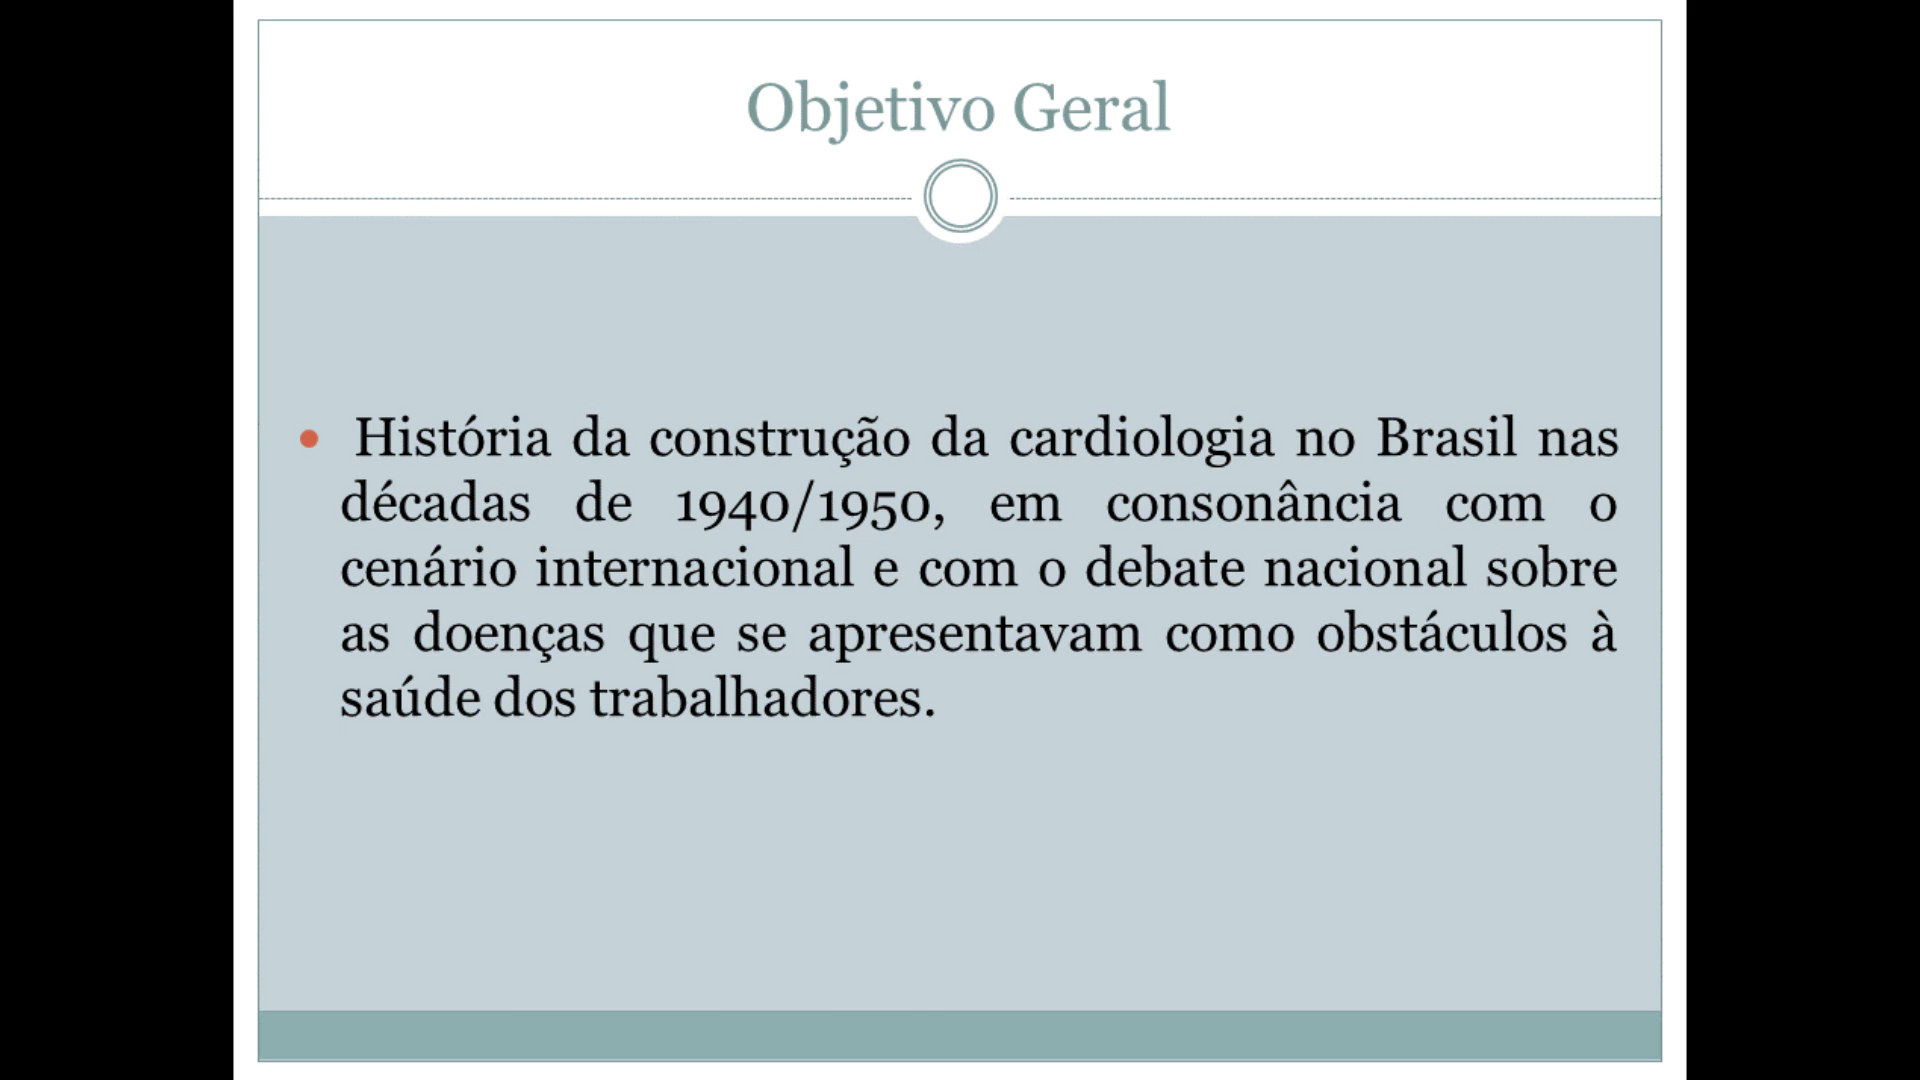 Objetivo Geral
• História da construção da cardiologia no Brasil nas
décadas de 1940/1950, em consonância com o
cenário internacional e com o debate nacional sobre
as doenças que se apresentavam como obstáculos à
saúde dos trabalhadores.